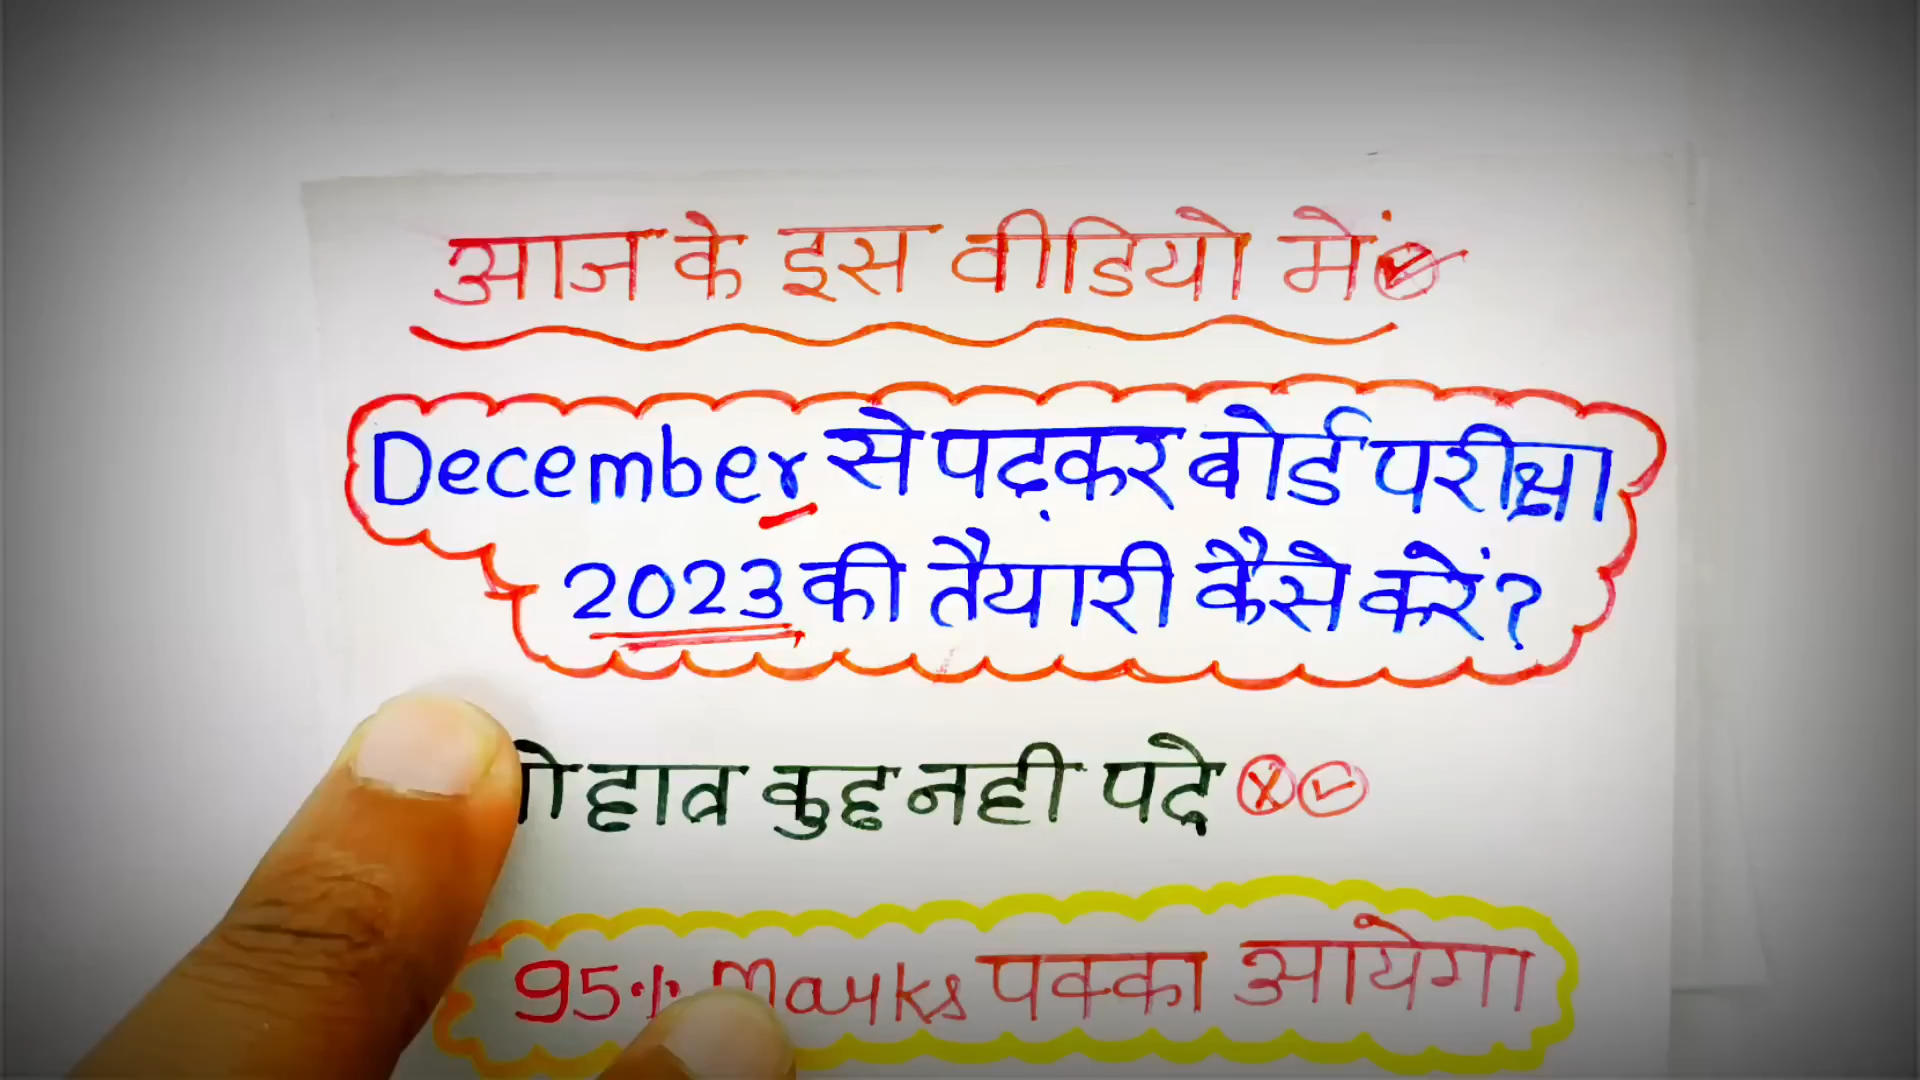 आज के इस वीडियो में
December से पढ़कर बोर्ड परीक्षा
2023 की तैयारी कैसे करें?
छात्र कुछ नही पढे
95% Marks पक्का आयेगा